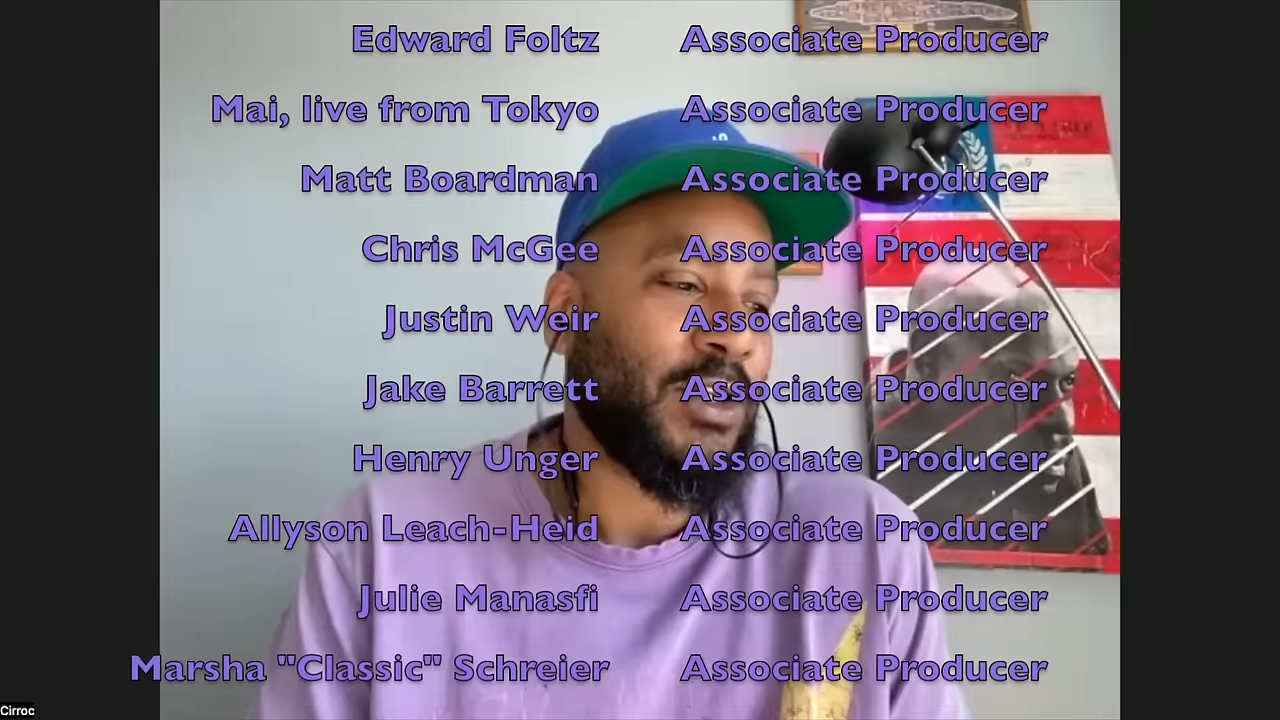 Edward Foltz Associate Producer
Mai, live from Tokyo Associate Producer
Matt Boardman Associate Producer
Chris McGee Associate Producer
Justin Weir Associate Producer
Jake Barrett Associate Producer
Henry Unger Associate Producer
Allyson Leach-Heid Associate Producer
Julie Manasfi Associate Producer
Marsha "Classic" Schreier Associate Producer
Cirroc